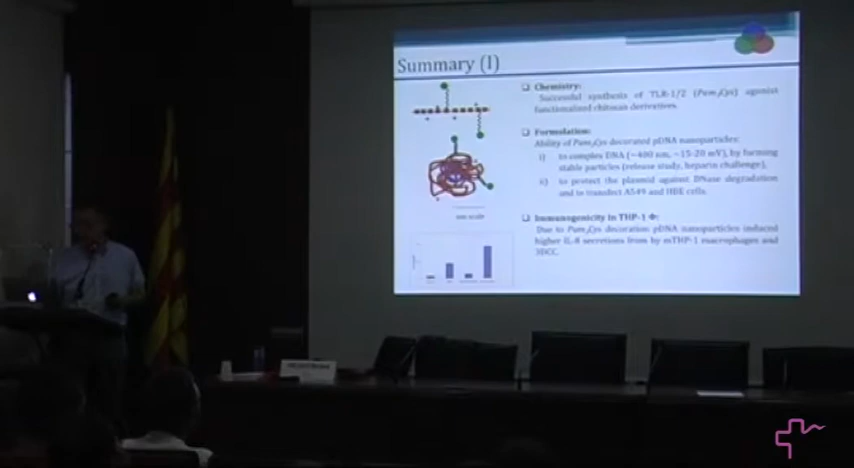 Summary (I)
❑ Chemistry:
Successful synthesis of TLR-1/2 (Pam₃Cys) agonist
functionalized chitosan derivatives.
❑ Formulation:
Ability of Pam₃Cys decorated pDNA nanoparticles:
i) to complex DNA (~400 nm, ~15-20 mV), by forming
stable particles (release study, heparin challenge),
ii) to protect the plasmid against DNase degradation
and to transfect A549 and HBE cells.
nm scale
❑ Immunogenicity in THP-1 Φ:
Due to Pam₃Cys decoration pDNA nanoparticles induced
higher IL-8 secretions from by mTHP-1 macrophages and
3DCC.